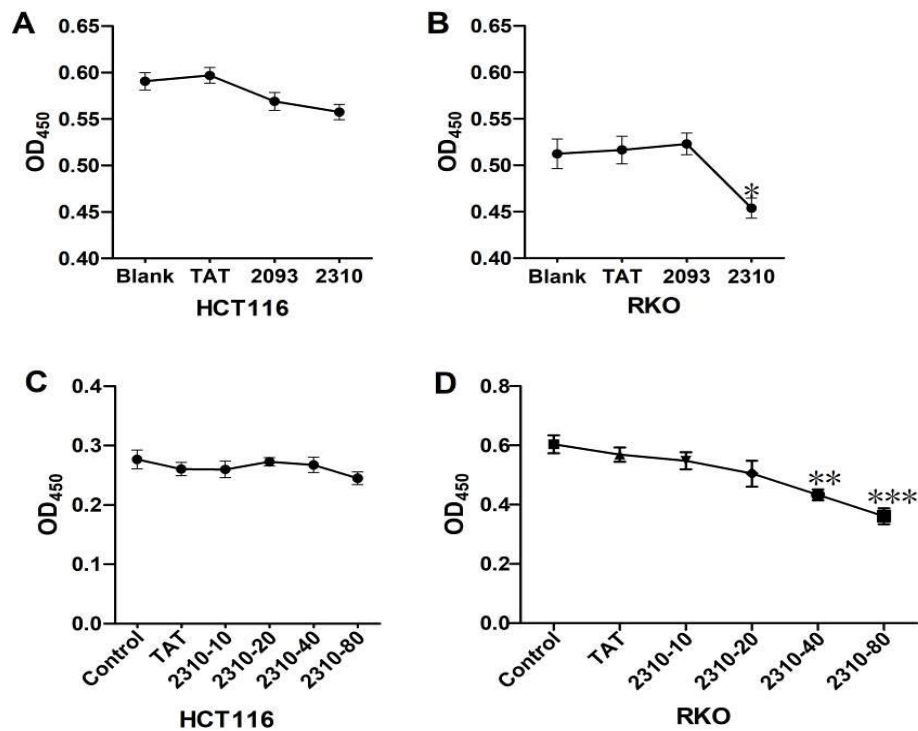 A
0.65
0.60
0.55
0.50
0.45
0.40
OD450
Blank TAT 2093 2310
HCT116
B
0.65
0.60
0.55
0.50
0.45
0.40
OD450
*
Blank TAT 2093 2310
RKO
C
0.4
0.3
0.2
0.1
0.0
OD450
Control TAT 2310-10 2310-20 2310-40 2310-80
HCT116
D
0.8
0.6
0.4
0.2
0.0
OD450
** ***
Control TAT 2310-10 2310-20 2310-40 2310-80
RKO